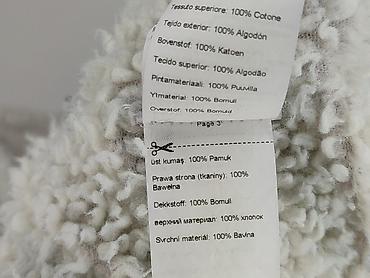 Tessuto superiore: 100% Cotone
Tejido exterior: 100% Algodón
Bovenstof: 100% Katoen
Tecido superior: 100% Algodão
Pintamateriaali: 100% Puuvilla
Ylmaterial: 100% Bomull
Overstof: 100% Bomuld
Page 3
üst kumaş: 100% Pamuk
Prawa strona (tkaniny): 100%
Bawełna
Dekkstoff: 100% Bomull
верхний материал: 100% хлопок
Svrchní materiál: 100% Bavlna